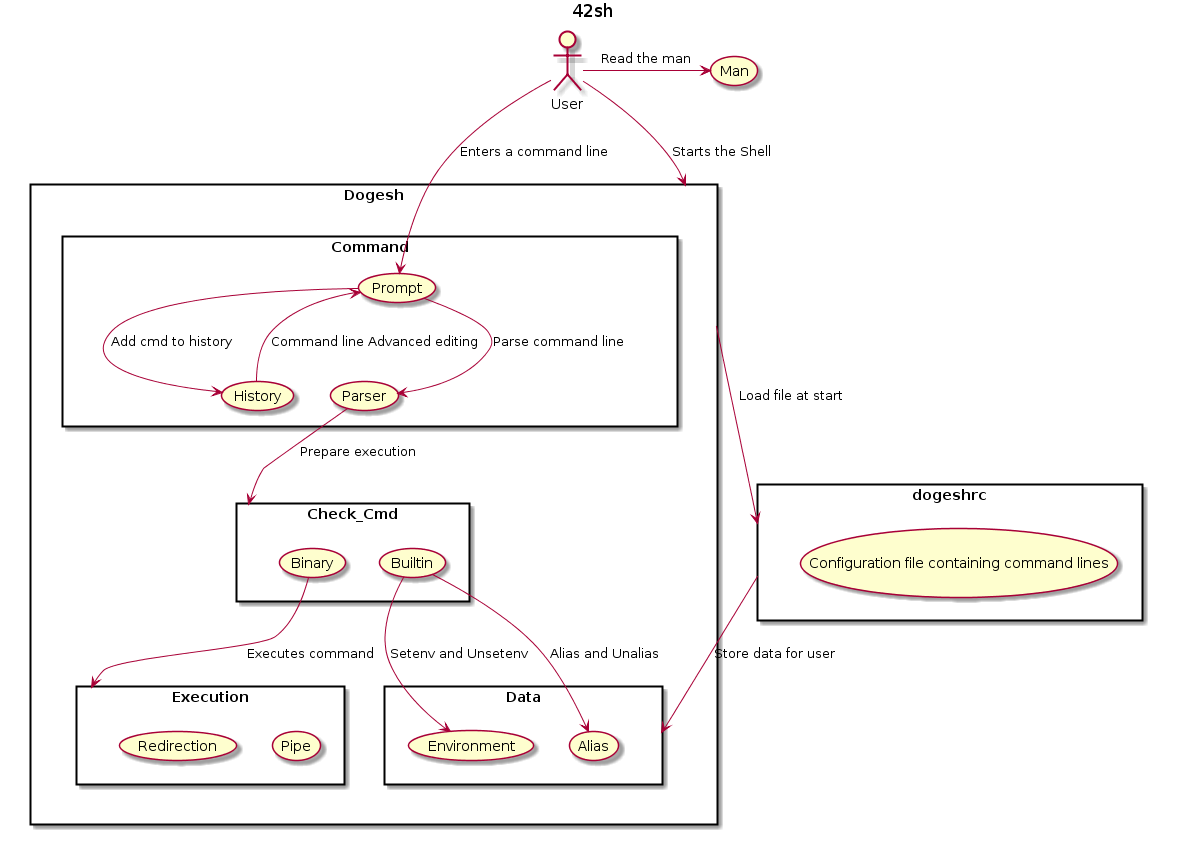 42sh
Read the man
Man
User
Enters a command line
Starts the Shell
Dogesh
Command
Prompt
Add cmd to history
Command line Advanced editing
Parse command line
History
Parser
Load file at start
Prepare execution
dogeshrc
Check_Cmd
Binary
Builtin
Configuration file containing command lines
Executes command
Setenv and Unsetenv
Alias and Unalias
Store data for user
Execution
Data
Redirection
Pipe
Environment
Alias